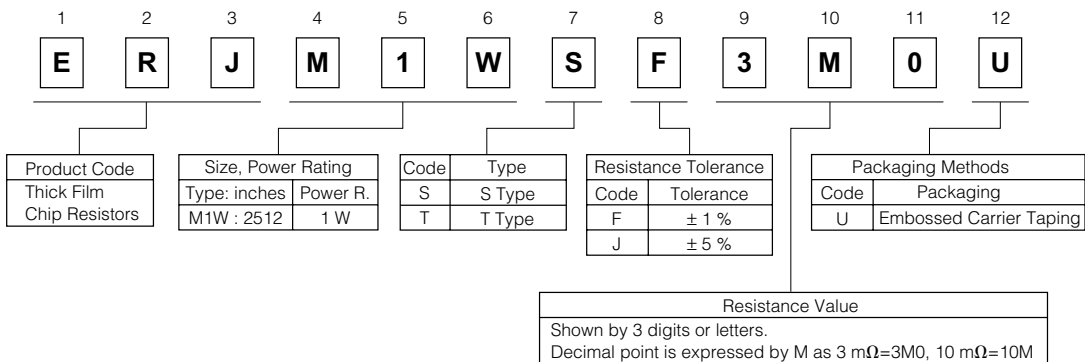 1 2 3 4 5 6 7 8 9 10 11 12
E R J M 1 W S F 3 M 0 U
Product Code
Thick Film
Chip Resistors
Size, Power Rating
Type: inches Power R.
M1W : 2512 1 W
Code Type
S S Type
T T Type
Resistance Tolerance
Code Tolerance
F ± 1 %
J ± 5 %
Packaging Methods
Code Packaging
U Embossed Carrier Taping
Resistance Value
Shown by 3 digits or letters.
Decimal point is expressed by M as 3 mΩ=3M0, 10 mΩ=10M